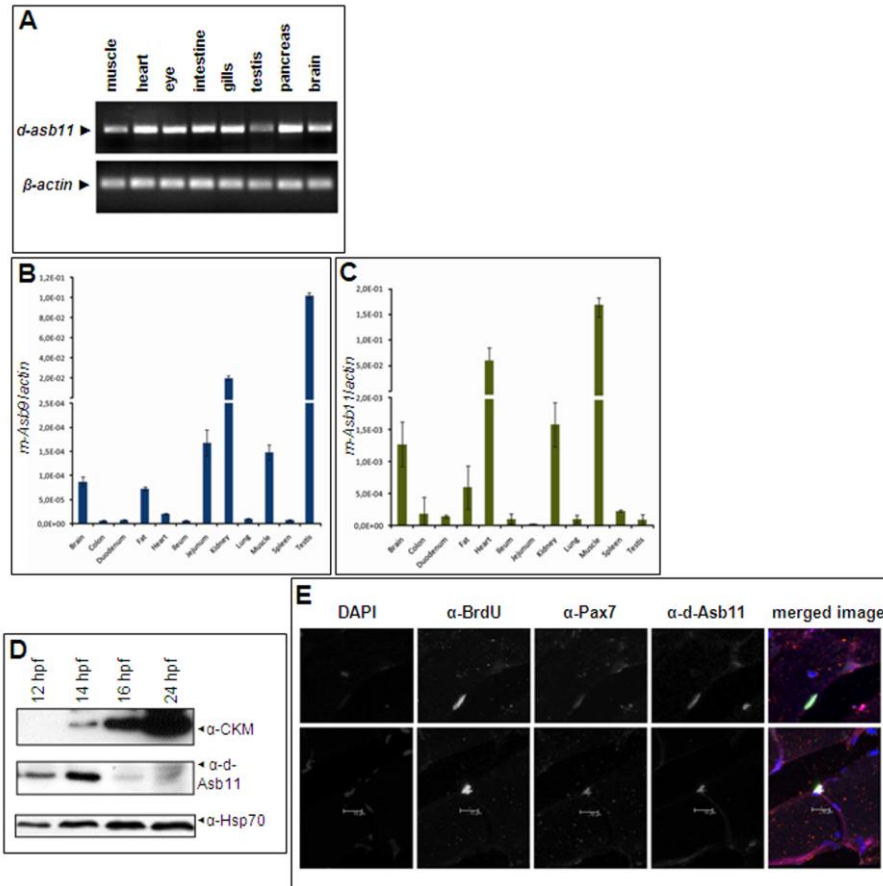 A
muscle
heart
eye
intestine
gills
testis
pancreas
brain
d-asb11 ►
β-actin ►
B
m-Asb9/actin
1,2E-01
1,0E-01
8,0E-02
6,0E-02
4,0E-02
2,0E-02
2,5E-04
2,0E-04
1,5E-04
1,0E-04
5,0E-05
0,0E+00
Brain
Colon
Duodenum
Fat
Heart
Ileum
Jejunum
Kidney
Lung
Muscle
Spleen
Testis
C
m-Asb11/actin
2,0E-01
1,5E-01
1,0E-01
5,0E-02
2,0E-03
1,5E-03
1,0E-03
5,0E-04
0,0E+00
Brain
Colon
Duodenum
Fat
Heart
Ileum
Jejunum
Kidney
Lung
Muscle
Spleen
Testis
D
12 hpf
14 hpf
16 hpf
24 hpf
◄α-CKM
◄α-d-
Asb11
◄α-Hsp70
E
DAPI α-BrdU α-Pax7 α-d-Asb11 merged image